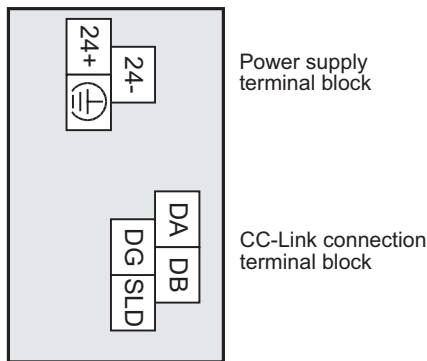 24+
24-
Power supply
terminal block
DA
DG
DB
SLD
CC-Link connection
terminal block